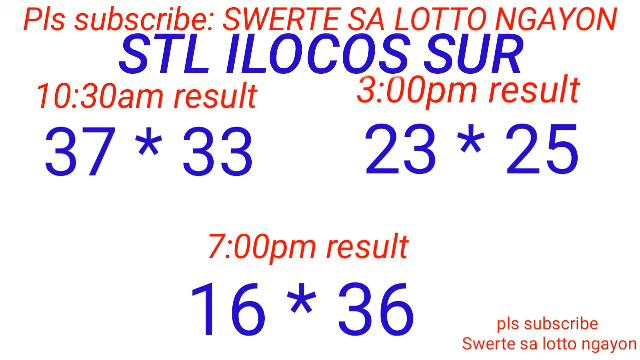 Pls subscribe: SWERTE SA LOTTO NGAYON
STL ILOCOS SUR
10:30am result
37 * 33
3:00pm result
23 * 25
7:00pm result
16 * 36
pls subscribe
Swerte sa lotto ngayon